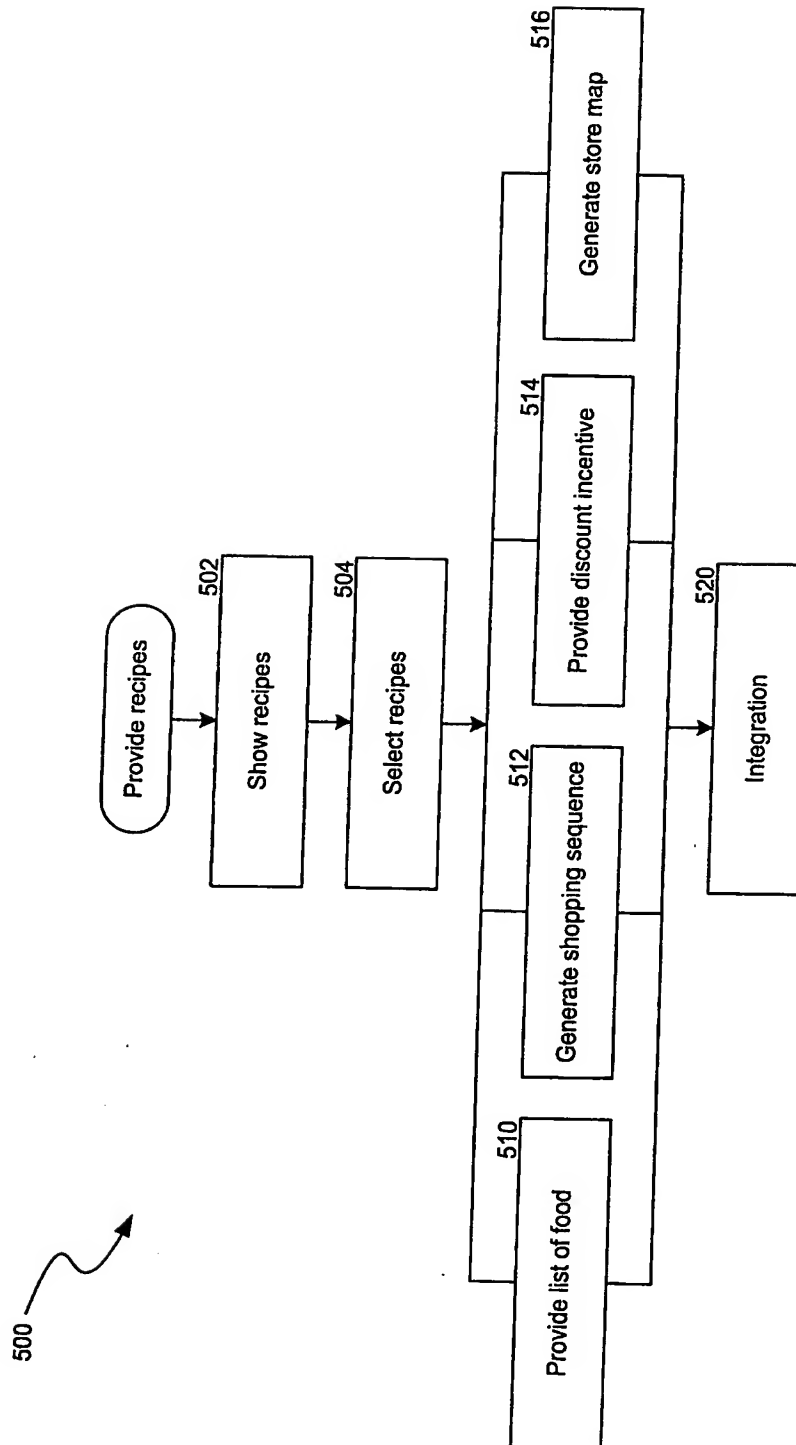 500
Provide recipes
502
Show recipes
504
Select recipes
510
Provide list of food
512
Generate shopping sequence
514
Provide discount incentive
516
Generate store map
520
Integration